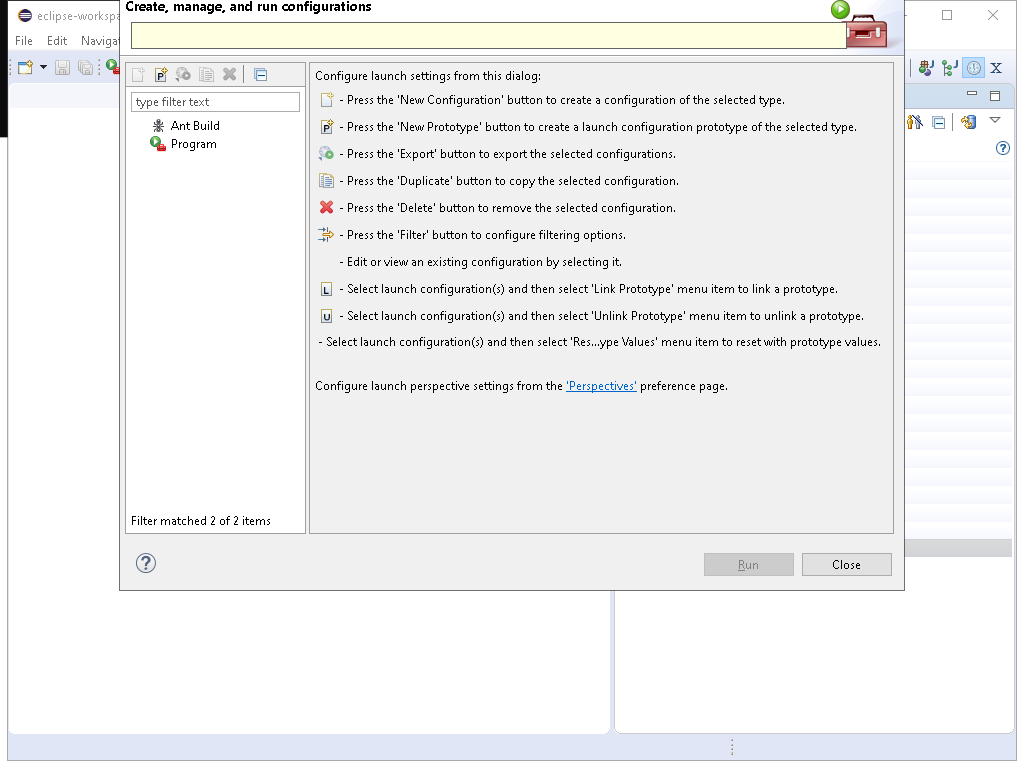 Create, manage, and run configurations
eclipse-workspa
File Edit Navigat
type filter text
Ant Build
Program
Filter matched 2 of 2 items
Configure launch settings from this dialog:
- Press the 'New Configuration' button to create a configuration of the selected type.
- Press the 'New Prototype' button to create a launch configuration prototype of the selected type.
- Press the 'Export' button to export the selected configurations.
- Press the 'Duplicate' button to copy the selected configuration.
- Press the 'Delete' button to remove the selected configuration.
- Press the 'Filter' button to configure filtering options.
- Edit or view an existing configuration by selecting it.
- Select launch configuration(s) and then select 'Link Prototype' menu item to link a prototype.
- Select launch configuration(s) and then select 'Unlink Prototype' menu item to unlink a prototype.
- Select launch configuration(s) and then select 'Res...ype Values' menu item to reset with prototype values.
Configure launch perspective settings from the 'Perspectives' preference page.
Run Close